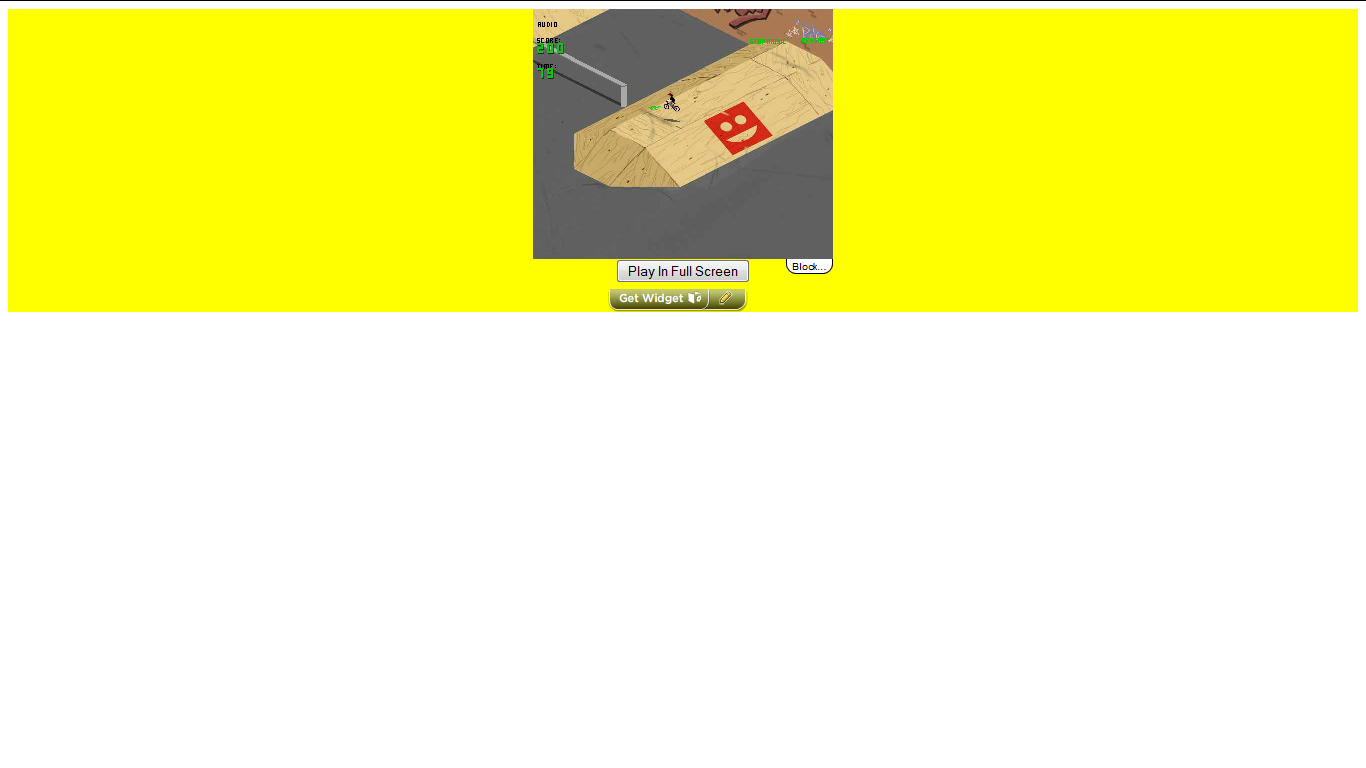 AUDIO
SCORE:
200
TIME:
79
Play In Full Screen
Block...
Get Widget